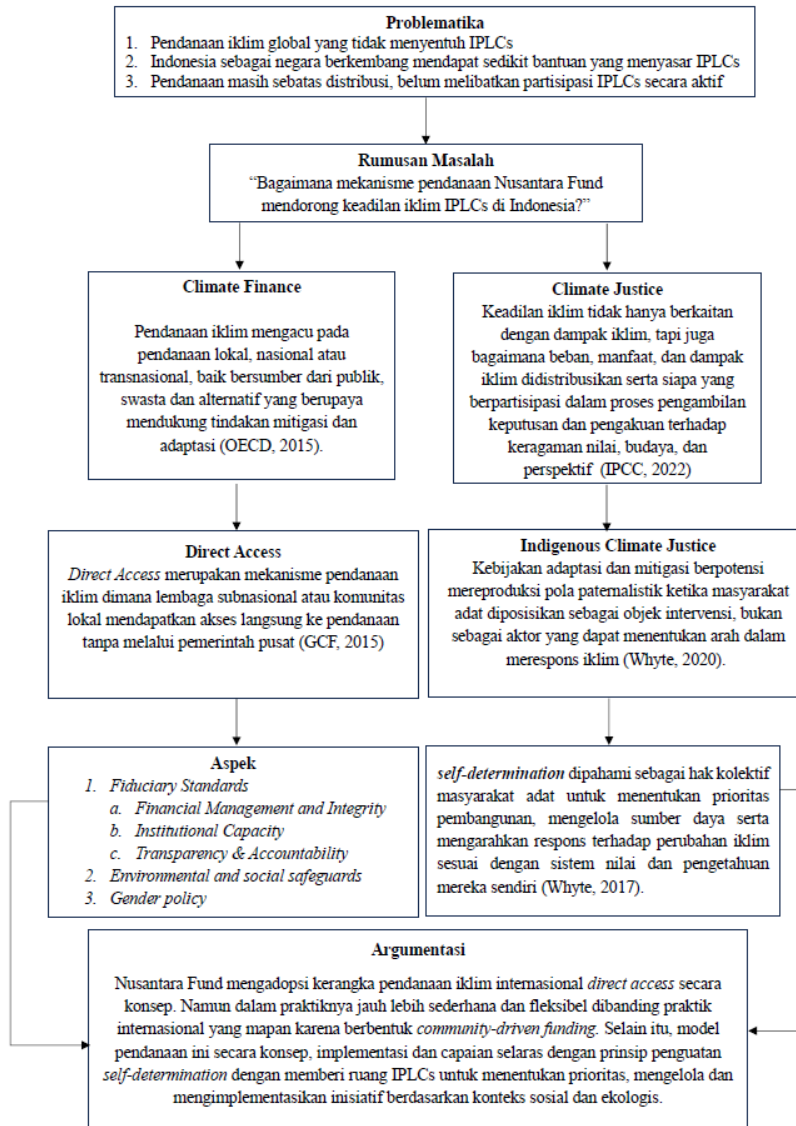 Problematika
1. Pendanaan iklim global yang tidak menyentuh IPLCs
2. Indonesia sebagai negara berkembang mendapat sedikit bantuan yang menyasar IPLCs
3. Pendanaan masih sebatas distribusi, belum melibatkan partisipasi IPLCs secara aktif
Rumusan Masalah
“Bagaimana mekanisme pendanaan Nusantara Fund
mendorong keadilan iklim IPLCs di Indonesia?”
Climate Finance
Pendanaan iklim mengacu pada
pendanaan lokal, nasional atau
transnasional, baik bersumber dari publik,
swasta dan alternatif yang berupaya
mendukung tindakan mitigasi dan
adaptasi (OECD, 2015).
Climate Justice
Keadilan iklim tidak hanya berkaitan
dengan dampak iklim, tapi juga
bagaimana beban, manfaat, dan dampak
iklim didistribusikan serta siapa yang
berpartisipasi dalam proses pengambilan
keputusan dan pengakuan terhadap
keragaman nilai, budaya, dan
perspektif (IPCC, 2022)
Direct Access
Direct Access merupakan mekanisme pendanaan
iklim dimana lembaga subnasional atau komunitas
lokal mendapatkan akses langsung ke pendanaan
tanpa melalui pemerintah pusat (GCF, 2015)
Indigenous Climate Justice
Kebijakan adaptasi dan mitigasi berpotensi
mereproduksi pola paternalistik ketika masyarakat
adat diposisikan sebagai objek intervensi, bukan
sebagai aktor yang dapat menentukan arah dalam
merespons iklim (Whyte, 2020).
Aspek
1. Fiduciary Standards
a. Financial Management and Integrity
b. Institutional Capacity
c. Transparency & Accountability
2. Environmental and social safeguards
3. Gender policy
self-determination dipahami sebagai hak kolektif
masyarakat adat untuk menentukan prioritas
pembangunan, mengelola sumber daya serta
mengarahkan respons terhadap perubahan iklim
sesuai dengan sistem nilai dan pengetahuan
mereka sendiri (Whyte, 2017).
Argumentasi
Nusantara Fund mengadopsi kerangka pendanaan iklim internasional direct access secara
konsep. Namun dalam praktiknya jauh lebih sederhana dan fleksibel dibanding praktik
internasional yang mapan karena berbentuk community-driven funding. Selain itu, model
pendanaan ini secara konsep, implementasi dan capaian selaras dengan prinsip penguatan
self-determination dengan memberi ruang IPLCs untuk menentukan prioritas, mengelola dan
mengimplementasikan inisiatif berdasarkan konteks sosial dan ekologis.